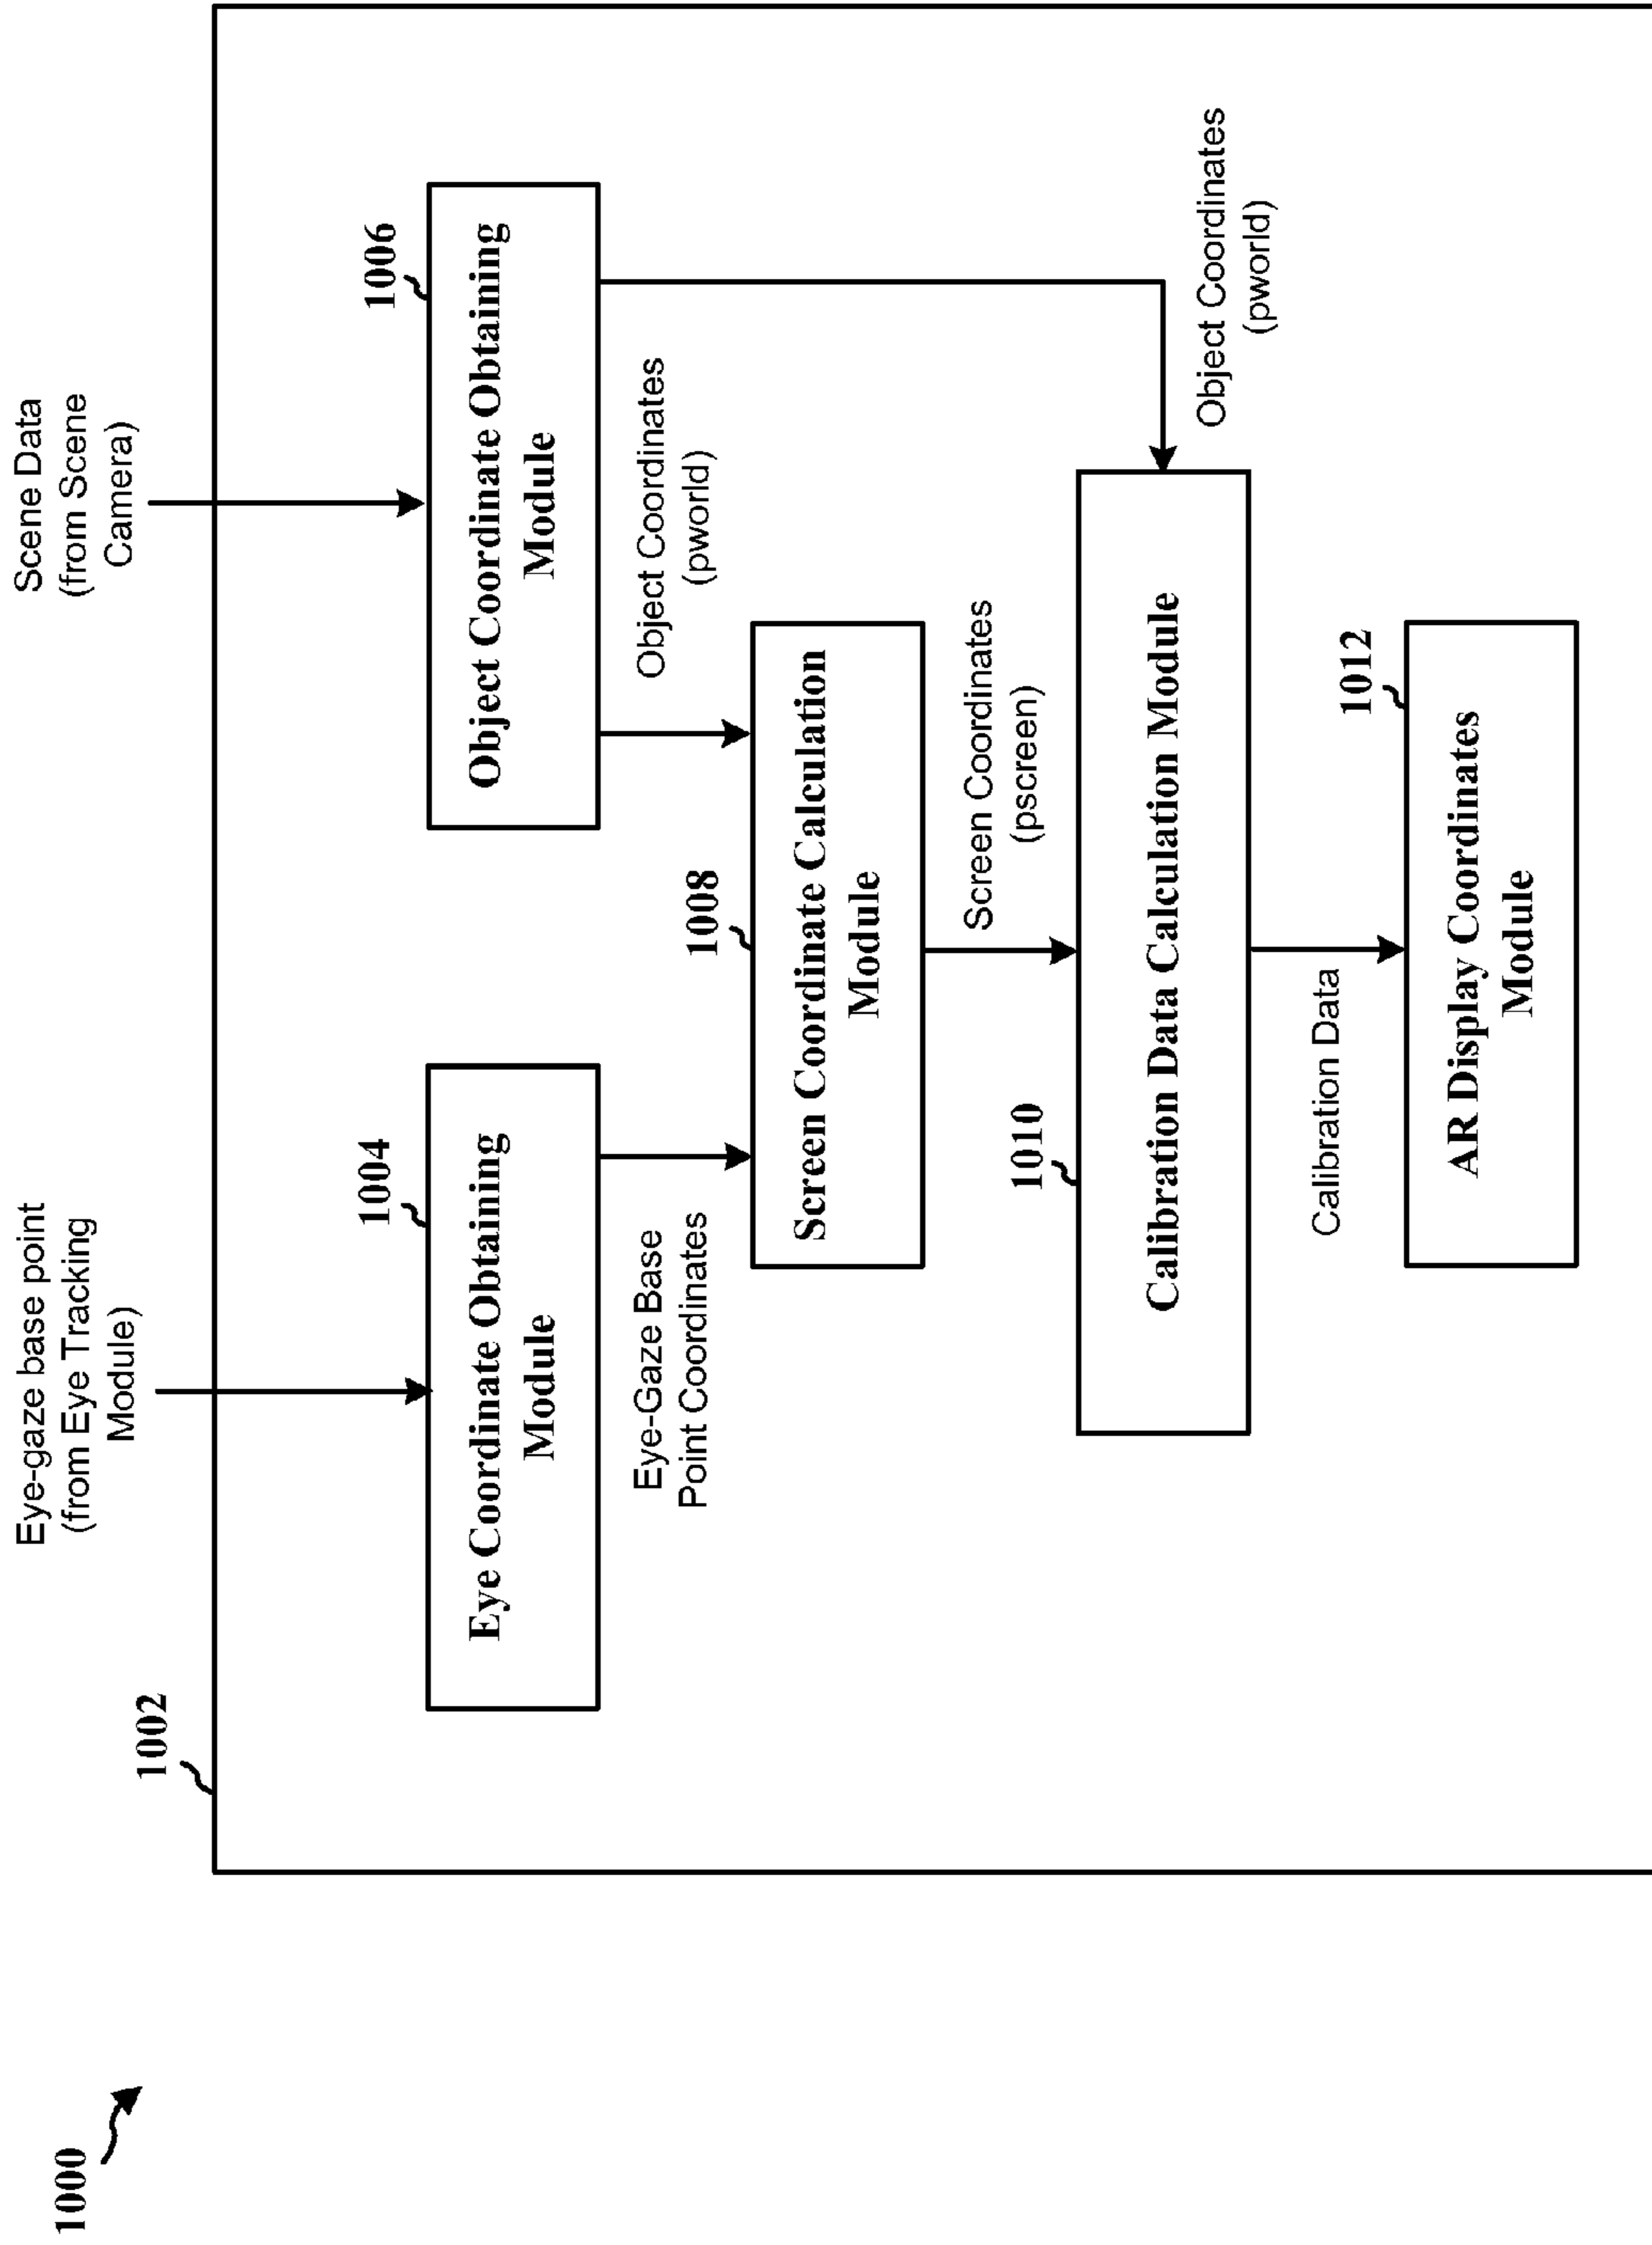 1000
1002
Eye-gaze base point
(from Eye Tracking
Module)
Scene Data
(from Scene
Camera)
1004
Eye Coordinate Obtaining
Module
1006
Object Coordinate Obtaining
Module
Eye-Gaze Base
Point Coordinates
Object Coordinates
(pworld)
1008
Screen Coordinate Calculation
Module
Screen Coordinates
(pscreen)
Object Coordinates
(pworld)
1010
Calibration Data Calculation Module
Calibration Data
1012
AR Display Coordinates
Module